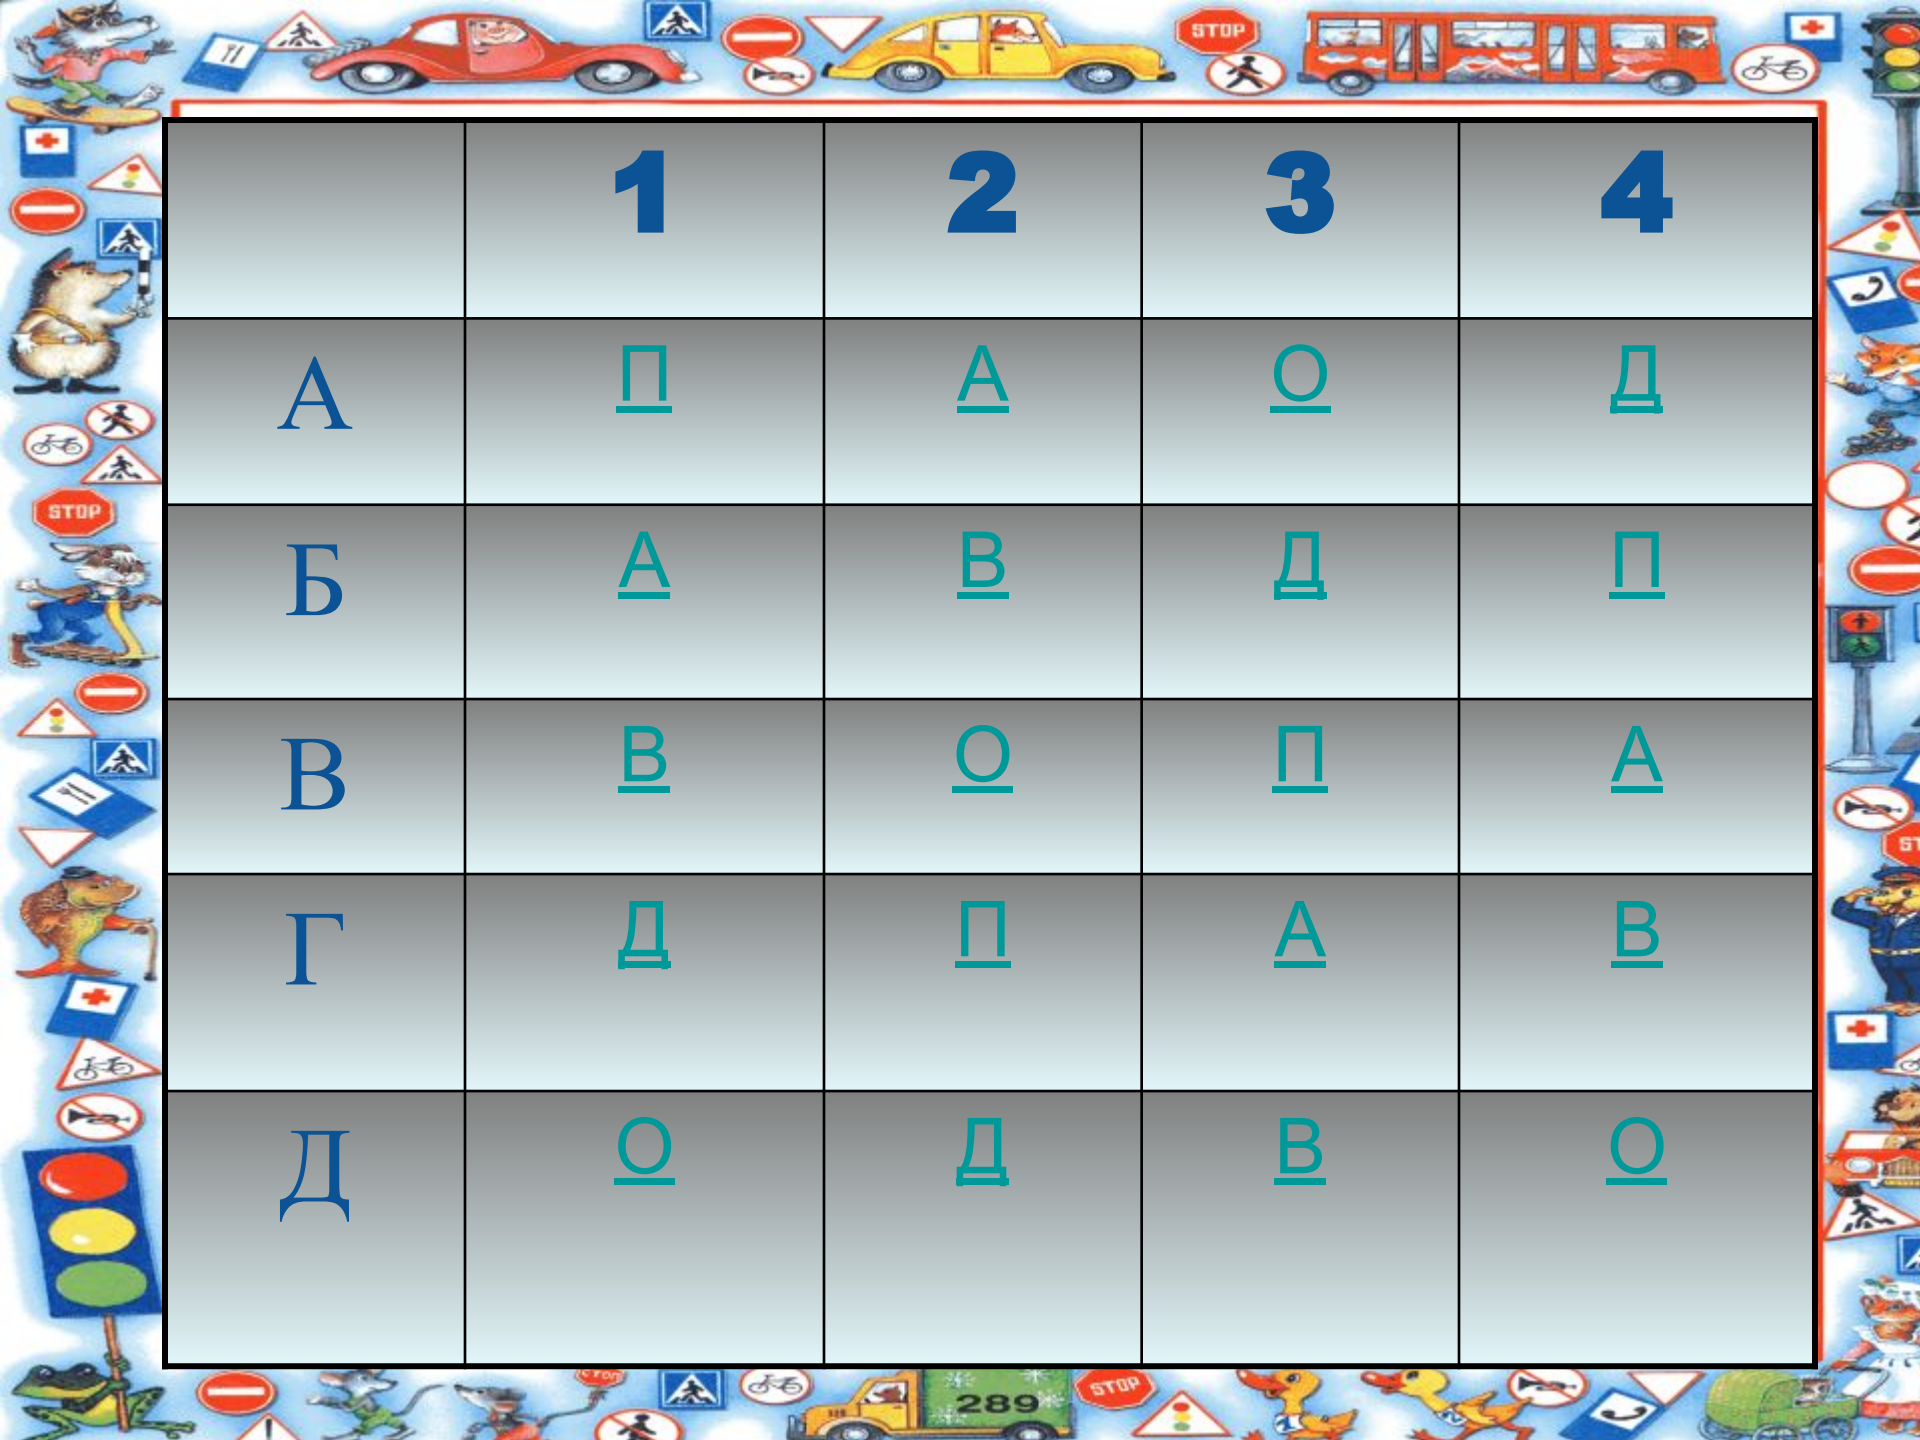 STOP
1 2 3 4
А П А О Д
Б А В Д П
STOP
В В О П А
Г Д П А В
Д О Д В О
289
STOP